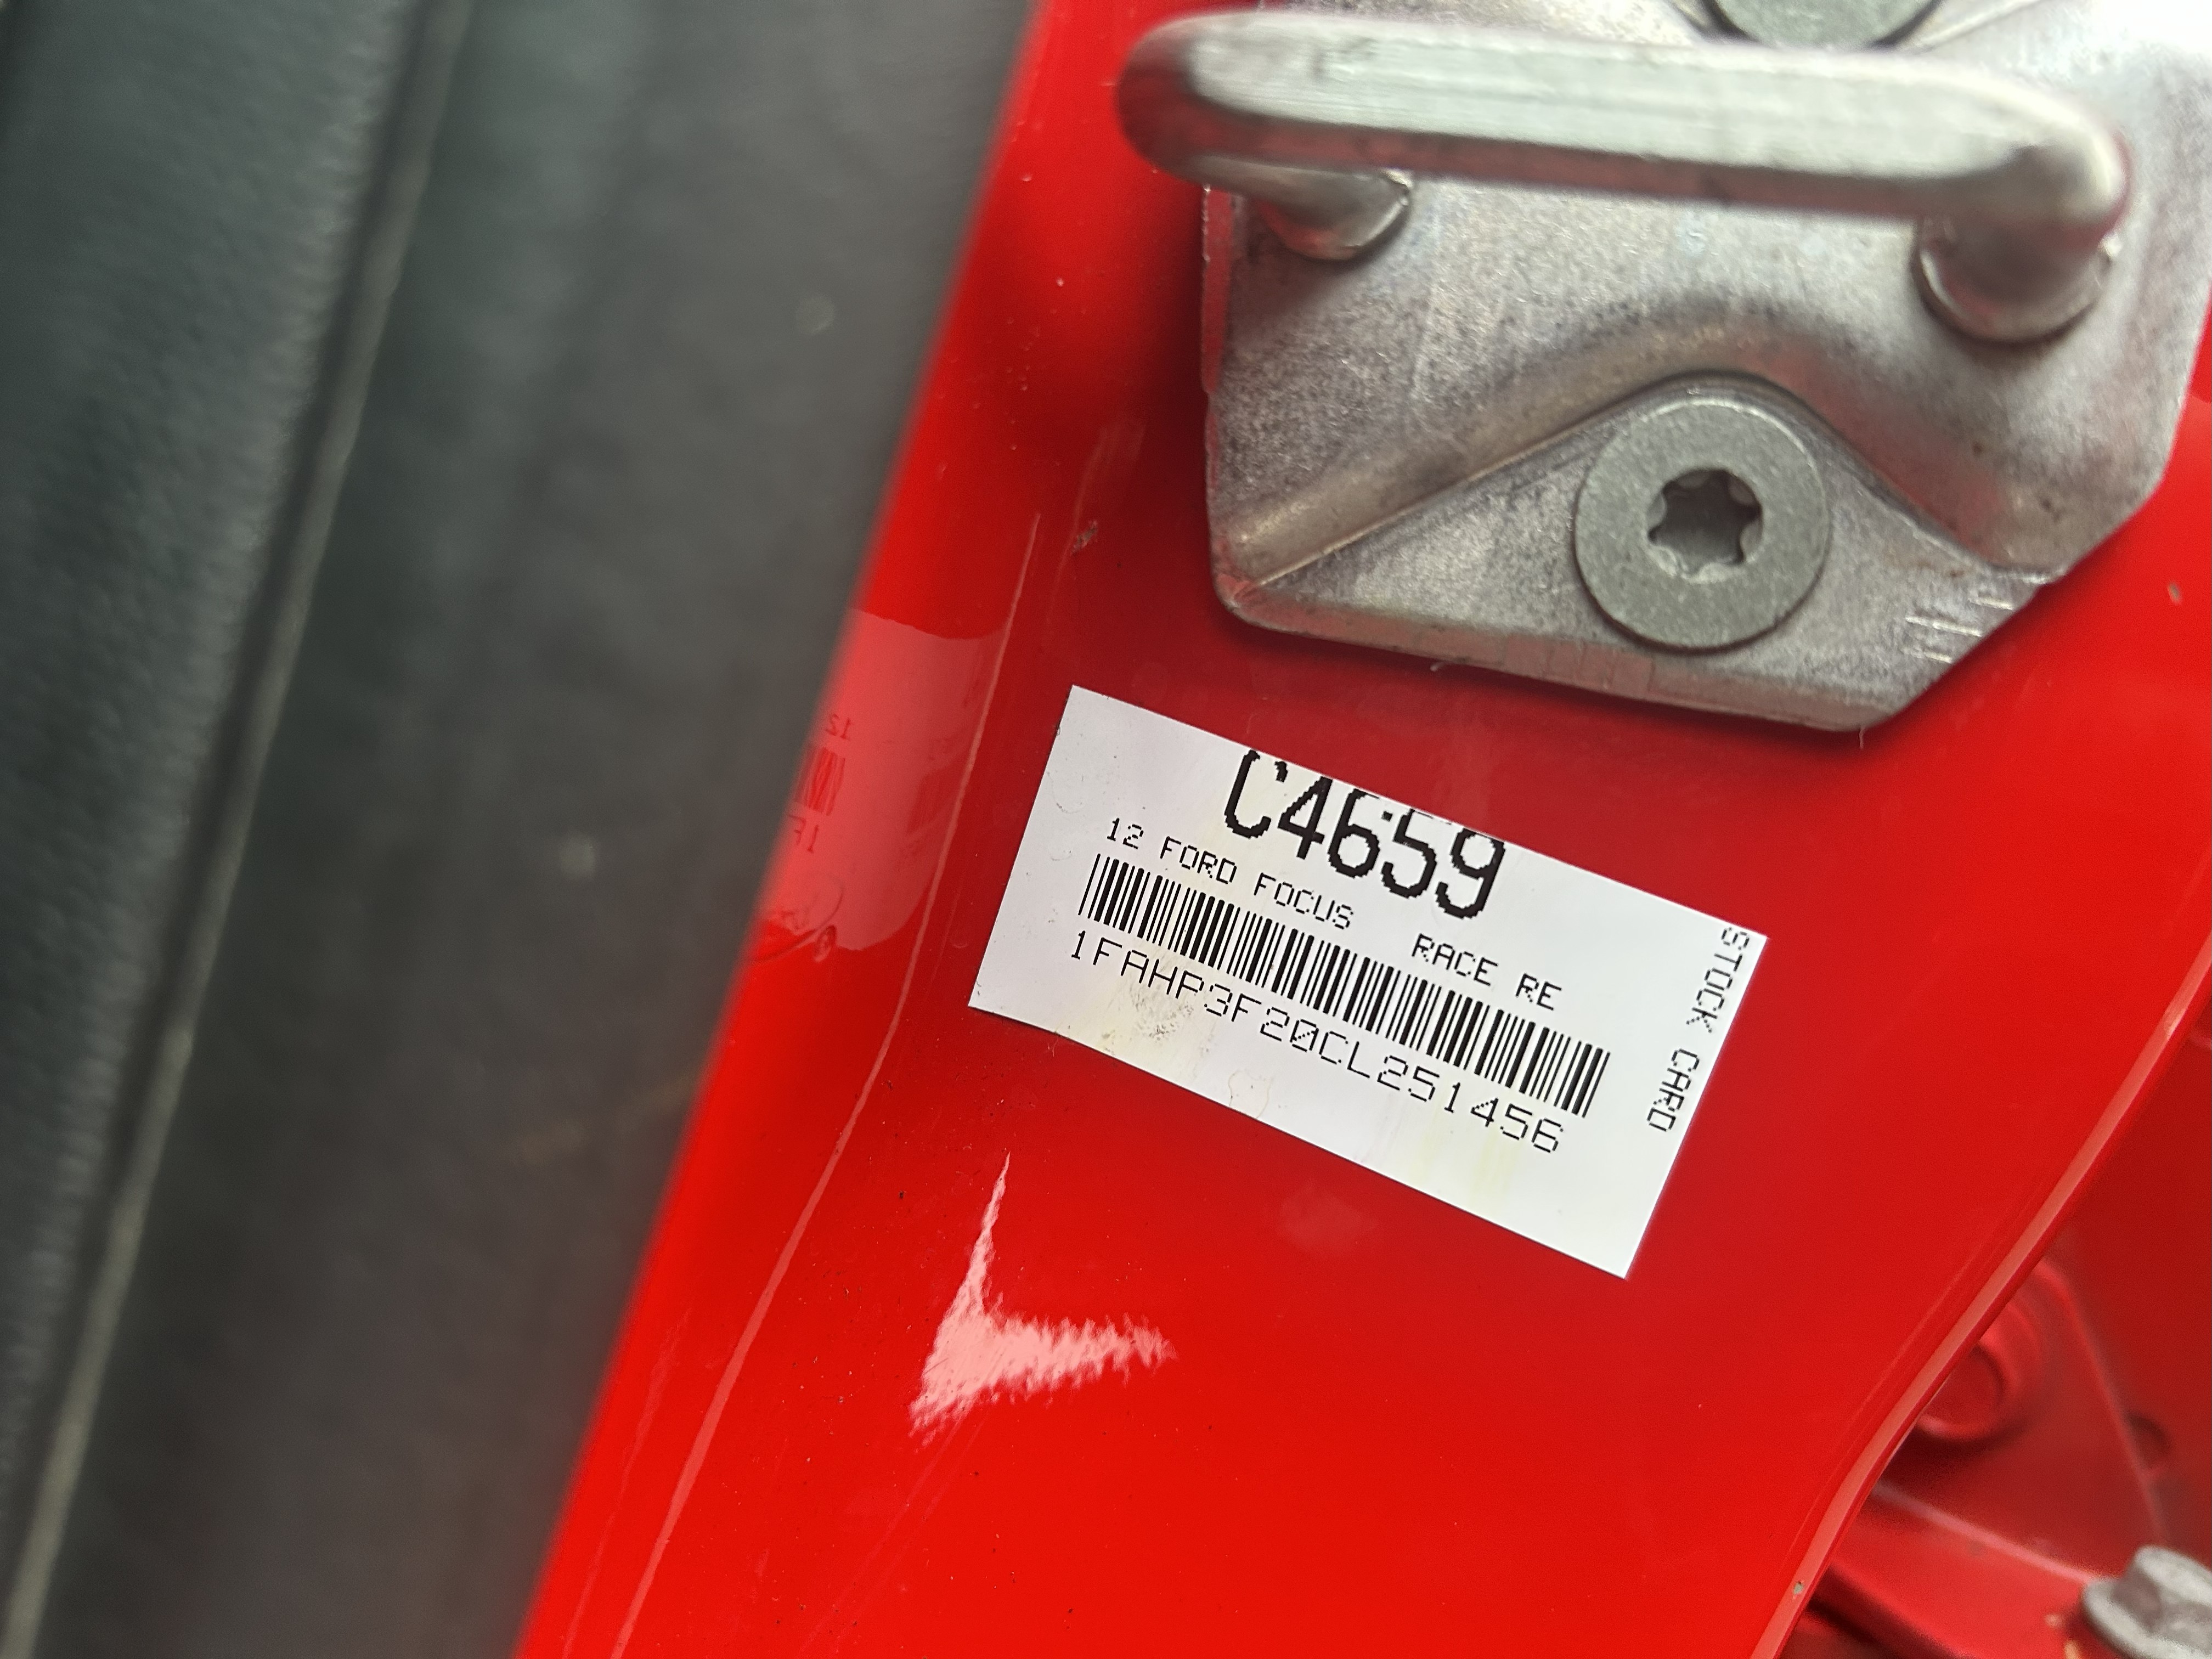 C4659
12 FORD FOCUS RACE RE
1FAHP3F20CL251456
STOCK CARD